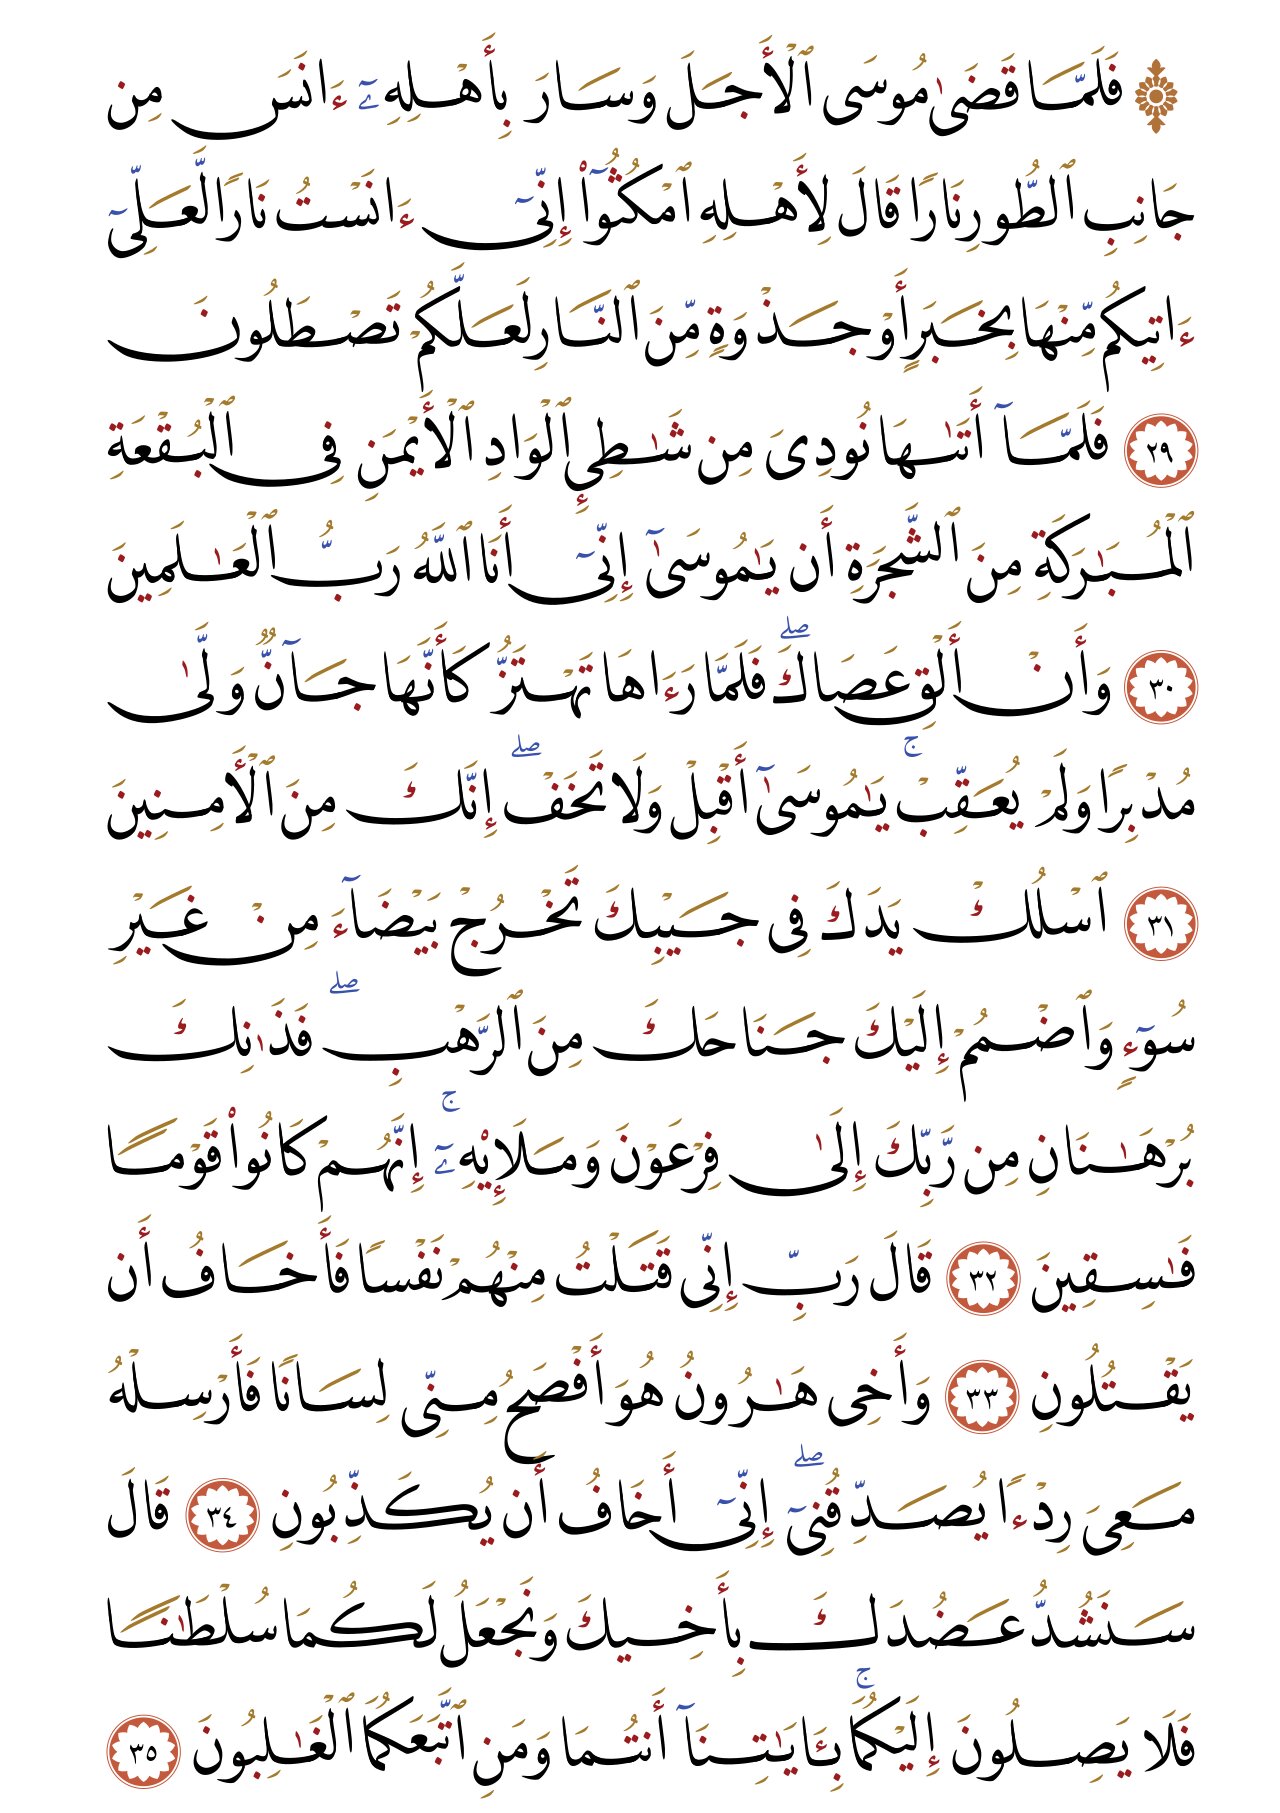 ۞ فَلَمَّا قَضَىٰ مُوسَى ٱلْأَجَلَ وَسَارَ بِأَهْلِهِۦٓ ءَانَسَ مِن
جَانِبِ ٱلطُّورِ نَارًا قَالَ لِأَهْلِهِ ٱمْكُثُوٓا۟ إِنِّىٓ ءَانَسْتُ نَارًا لَّعَلِّىٓ
ءَاتِيكُم مِّنْهَا بِخَبَرٍ أَوْ جَذْوَةٍ مِّنَ ٱلنَّارِ لَعَلَّكُمْ تَصْطَلُونَ
٢٩ فَلَمَّآ أَتَىٰهَا نُودِىَ مِن شَـٰطِئِ ٱلْوَادِ ٱلْأَيْمَنِ فِى ٱلْبُقْعَةِ
ٱلْمُبَـٰرَكَةِ مِنَ ٱلشَّجَرَةِ أَن يَـٰمُوسَىٰٓ إِنِّىٓ أَنَا ٱللَّهُ رَبُّ ٱلْعَـٰلَمِينَ
٣٠ وَأَنْ أَلْقِ عَصَاكَ ۖ فَلَمَّا رَءَاهَا تَهْتَزُّ كَأَنَّهَا جَآنٌّ وَلَّىٰ
مُدْبِرًا وَلَمْ يُعَقِّبْ ۚ يَـٰمُوسَىٰٓ أَقْبِلْ وَلَا تَخَفْ ۖ إِنَّكَ مِنَ ٱلْـَٔامِنِينَ
٣١ ٱسْلُكْ يَدَكَ فِى جَيْبِكَ تَخْرُجْ بَيْضَآءَ مِنْ غَيْرِ
سُوٓءٍ وَٱضْمُمْ إِلَيْكَ جَنَاحَكَ مِنَ ٱلرَّهْبِ ۖ فَذَٰنِكَ
بُرْهَـٰنَانِ مِن رَّبِّكَ إِلَىٰ فِرْعَوْنَ وَمَلَإِي۟هِۦٓ ۚ إِنَّهُمْ كَانُوا۟ قَوْمًا
فَـٰسِقِينَ ٣٢ قَالَ رَبِّ إِنِّى قَتَلْتُ مِنْهُمْ نَفْسًا فَأَخَافُ أَن
يَقْتُلُونِ ٣٣ وَأَخِى هَـٰرُونُ هُوَ أَفْصَحُ مِنِّى لِسَانًا فَأَرْسِلْهُ
مَعِىَ رِدْءًا يُصَدِّقُنِىٓ ۖ إِنِّىٓ أَخَافُ أَن يُكَذِّبُونِ ٣٤ قَالَ
سَنَشُدُّ عَضُدَكَ بِأَخِيكَ وَنَجْعَلُ لَكُمَا سُلْطَـٰنًا
فَلَا يَصِلُونَ إِلَيْكُمَا ۚ بِـَٔايَـٰتِنَآ أَنتُمَا وَمَنِ ٱتَّبَعَكُمَا ٱلْغَـٰلِبُونَ ٣٥